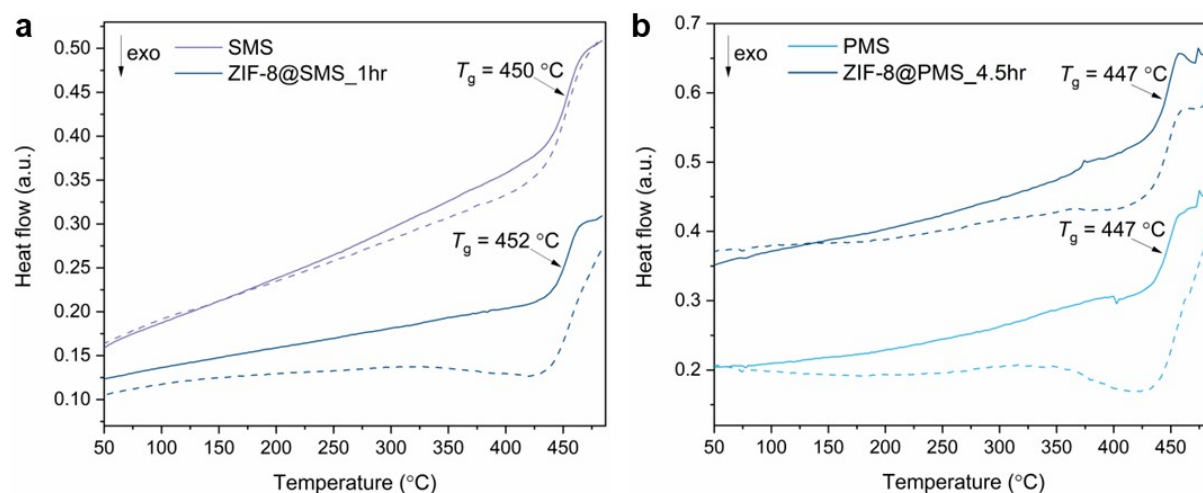 a
exo
SMS
ZIF-8@SMS_1hr
Tg = 450 °C
Tg = 452 °C
Heat flow (a.u.)
0.50
0.45
0.40
0.35
0.30
0.25
0.20
0.15
0.10
50 100 150 200 250 300 350 400 450
Temperature (°C)
b
exo
PMS
ZIF-8@PMS_4.5hr
Tg = 447 °C
Tg = 447 °C
Heat flow (a.u.)
0.7
0.6
0.5
0.4
0.3
0.2
50 100 150 200 250 300 350 400 450
Temperature (°C)